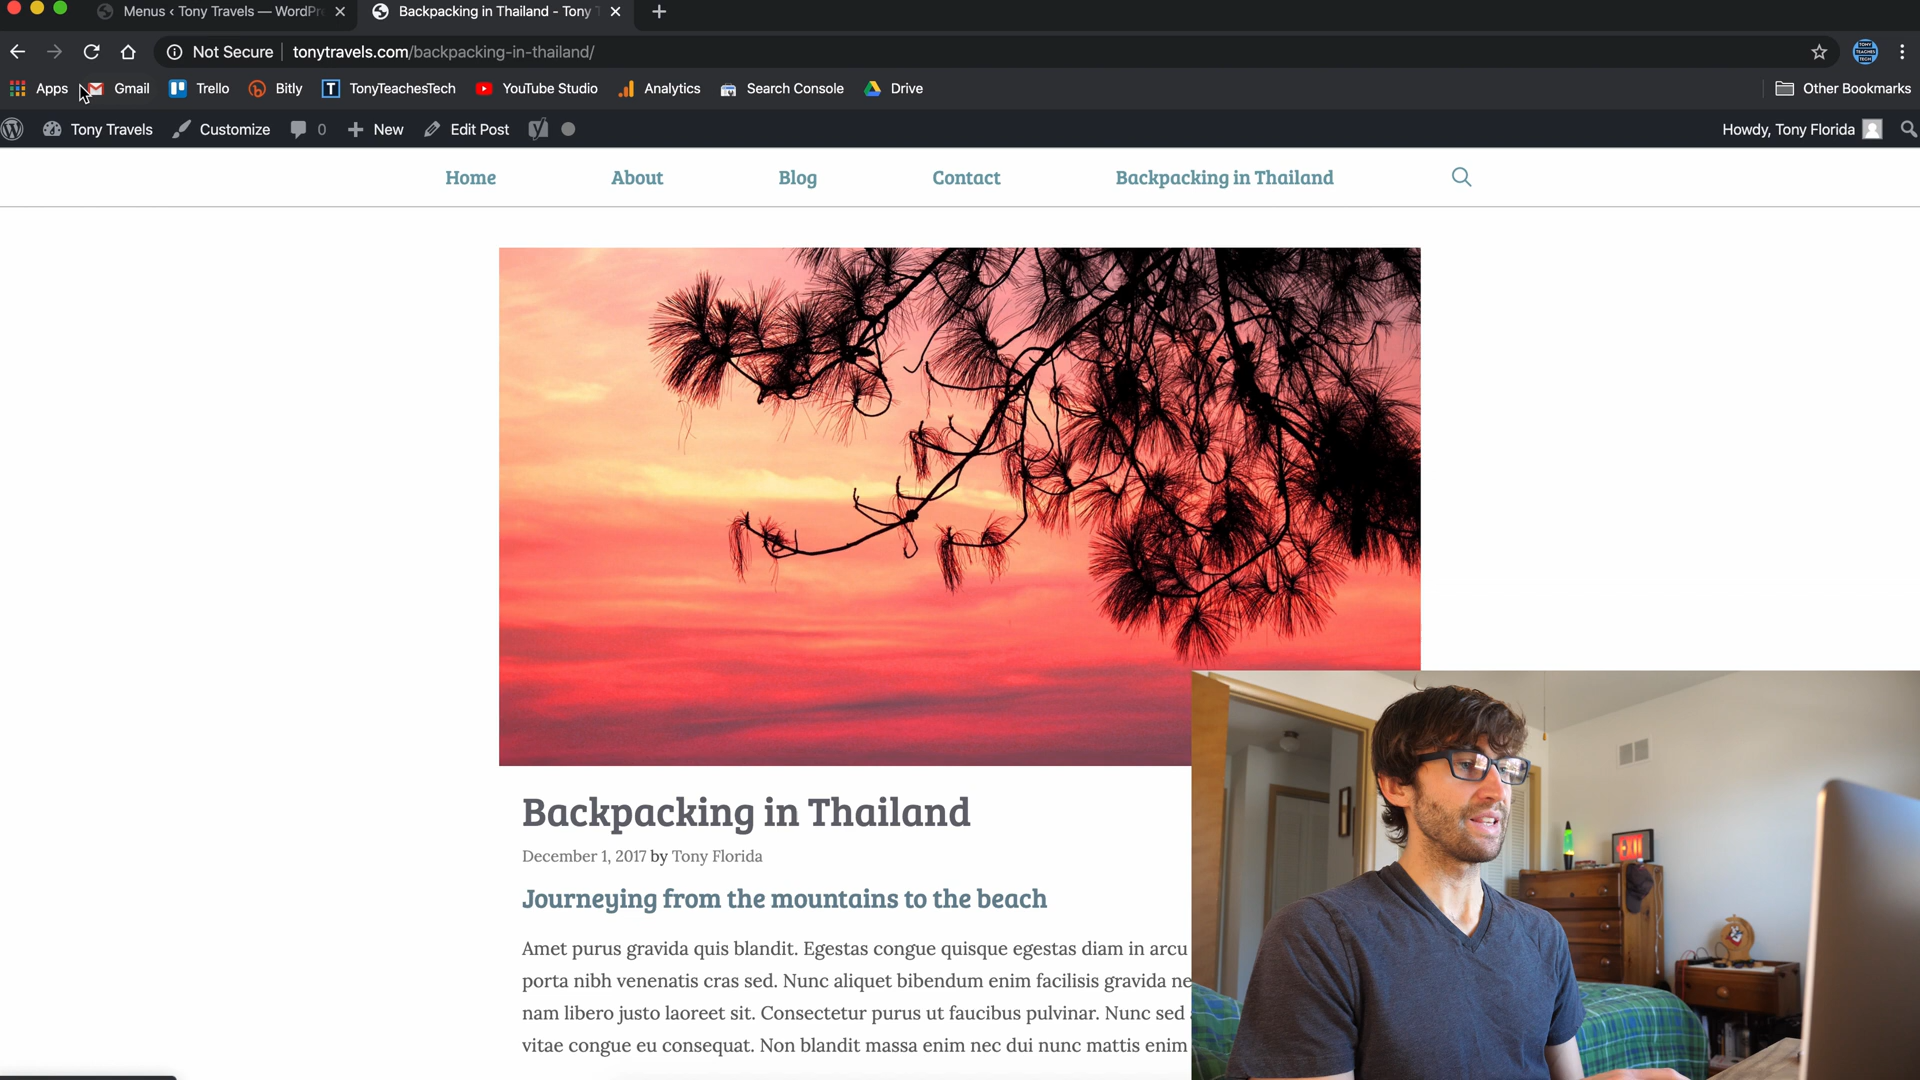 Menus ‹ Tony Travels — WordPr
Backpacking in Thailand - Tony T
Not Secure tonytravels.com/backpacking-in-thailand/
Apps Gmail Trello Bitly TonyTeachesTech YouTube Studio Analytics Search Console Drive Other Bookmarks
Tony Travels Customize 0 New Edit Post Howdy, Tony Florida
Home About Blog Contact Backpacking in Thailand
Backpacking in Thailand
December 1, 2017 by Tony Florida
Journeying from the mountains to the beach
Amet purus gravida quis blandit. Egestas congue quisque egestas diam in arcu
porta nibh venenatis cras sed. Nunc aliquet bibendum enim facilisis gravida ne
nam libero justo laoreet sit. Consectetur purus ut faucibus pulvinar. Nunc sed
vitae congue eu consequat. Non blandit massa enim nec dui nunc mattis enim